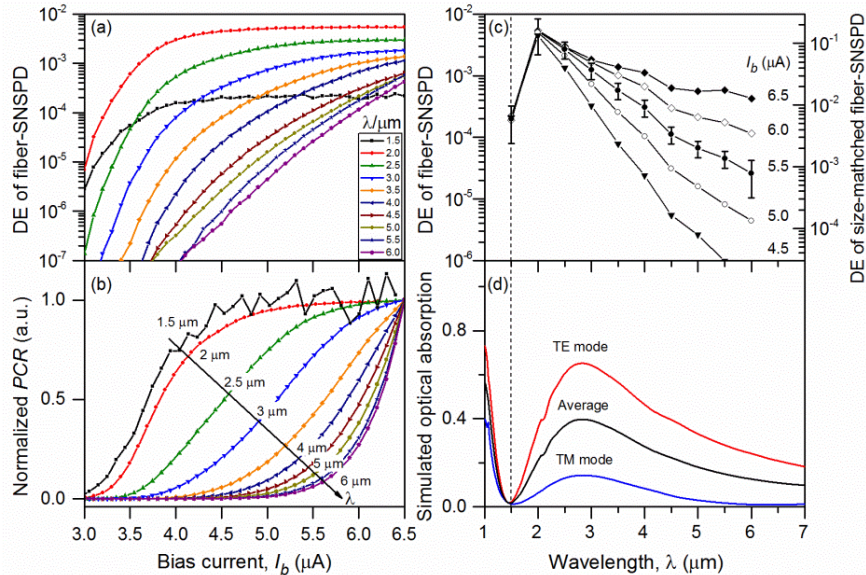 (a)
DE of fiber-SNSPD
10⁻²
10⁻³
10⁻⁴
10⁻⁵
10⁻⁶
10⁻⁷
λ/μm
1.5
2.0
2.5
3.0
3.5
4.0
4.5
5.0
5.5
6.0
(b)
Normalized PCR (a.u.)
1.0
0.5
0.0
1.5 μm
2 μm
2.5 μm
3 μm
4 μm
5 μm
6 μm
λ
3.0 3.5 4.0 4.5 5.0 5.5 6.0 6.5
Bias current, I_b (μA)
(c)
DE of fiber-SNSPD
10⁻²
10⁻³
10⁻⁴
10⁻⁵
10⁻⁶
I_b (μA)
6.5
6.0
5.5
5.0
4.5
10⁻¹
10⁻²
10⁻³
10⁻⁴
DE of size-mathched fiber-SNSPD
(d)
Simulated optical absorption
0.8
0.4
0.0
TE mode
Average
TM mode
1 2 3 4 5 6 7
Wavelength, λ (μm)